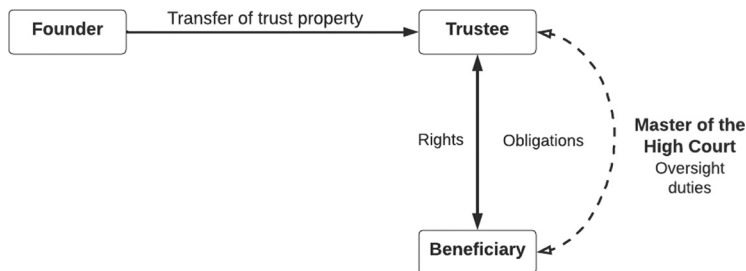 Founder
Transfer of trust property
Trustee
Rights
Obligations
Master of the
High Court
Oversight
duties
Beneficiary